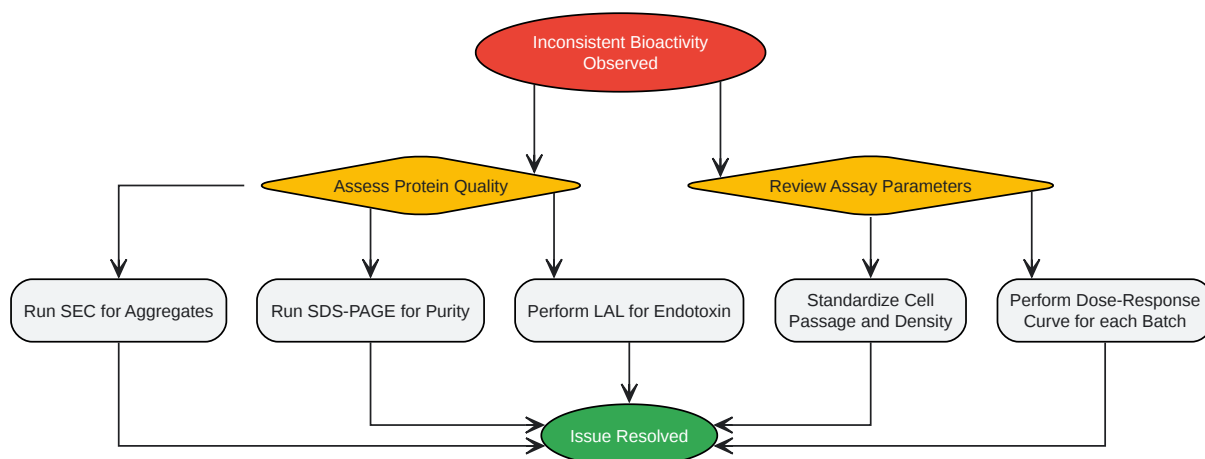 Inconsistent Bioactivity
Observed
Assess Protein Quality
Review Assay Parameters
Run SEC for Aggregates
Run SDS-PAGE for Purity
Perform LAL for Endotoxin
Standardize Cell
Passage and Density
Perform Dose-Response
Curve for each Batch
Issue Resolved